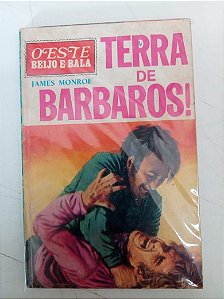 OESTE
BEIJO E BALA
JAMES MONROE
TERRA
DE
BARBAROS!